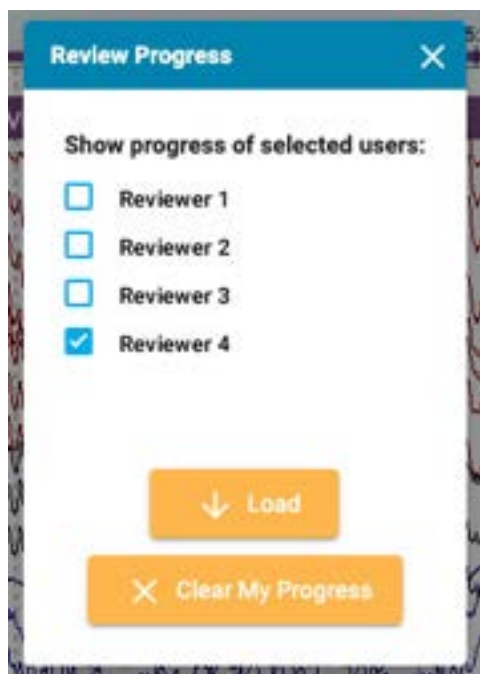 Review Progress
Show progress of selected users:
Reviewer 1
Reviewer 2
Reviewer 3
Reviewer 4
Load
Clear My Progress